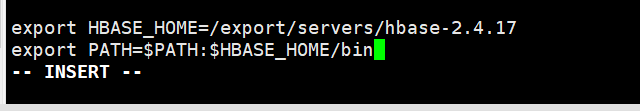 export HBASE_HOME=/export/servers/hbase-2.4.17
export PATH=$PATH:$HBASE_HOME/bin
-- INSERT --